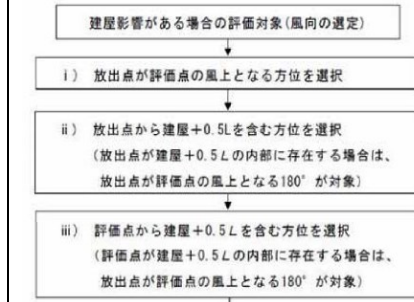 建屋影響がある場合の評価対象(風向の選定)
i） 放出点が評価点の風上となる方位を選択
ii） 放出点から建屋+0.5Lを含む方位を選択
(放出点が建屋+0.5Lの内部に存在する場合は、
放出点が評価点の風上となる180°が対象)
iii） 評価点から建屋+0.5Lを含む方位を選択
(評価点が建屋+0.5Lの内部に存在する場合は、
放出点が評価点の風上となる180°が対象)